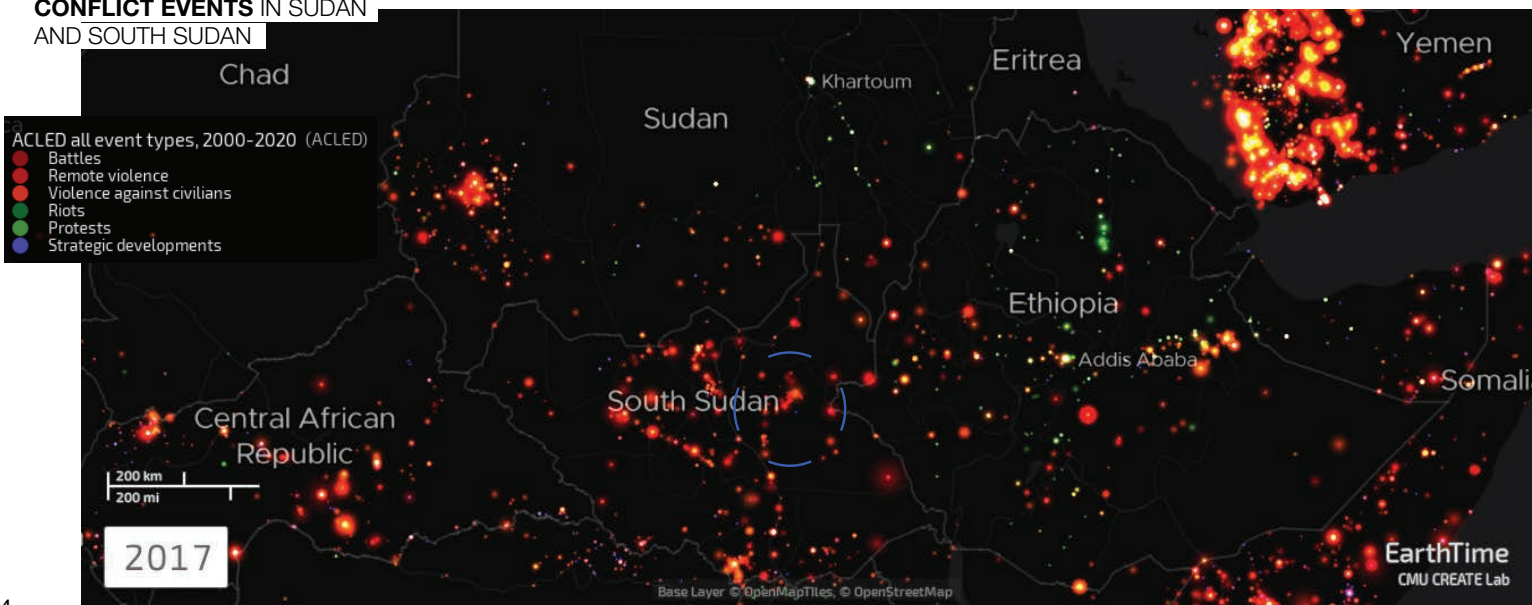 CONFLICT EVENTS IN SUDAN
AND SOUTH SUDAN
Chad
Eritrea
Yemen
Khartoum
Sudan
ACLED all event types, 2000-2020 (ACLED)
Battles
Remote violence
Violence against civilians
Riots
Protests
Strategic developments
Ethiopia
Addis Ababa
Somali
South Sudan
Central African
Republic
200 km
200 mi
2017
EarthTime
CMU CREATE Lab
Base Layer © OpenMapTiles, © OpenStreetMap